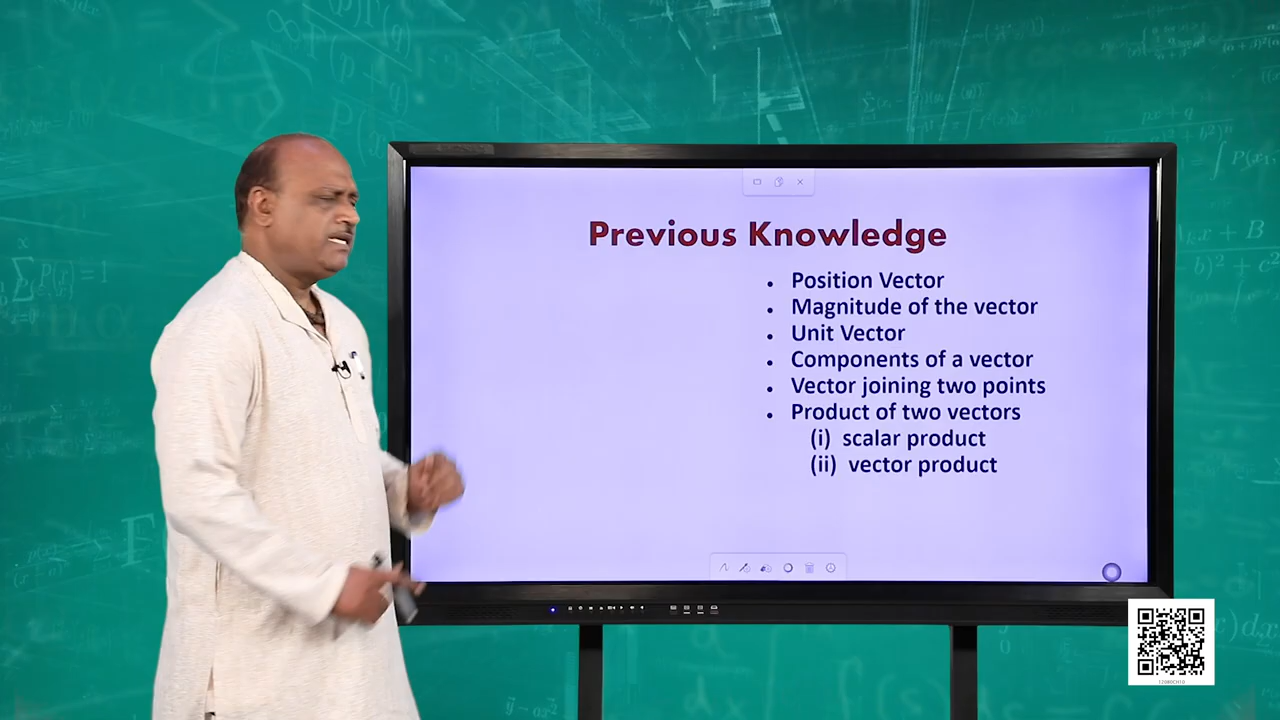 Previous Knowledge
• Position Vector
• Magnitude of the vector
• Unit Vector
• Components of a vector
• Vector joining two points
• Product of two vectors
(i) scalar product
(ii) vector product